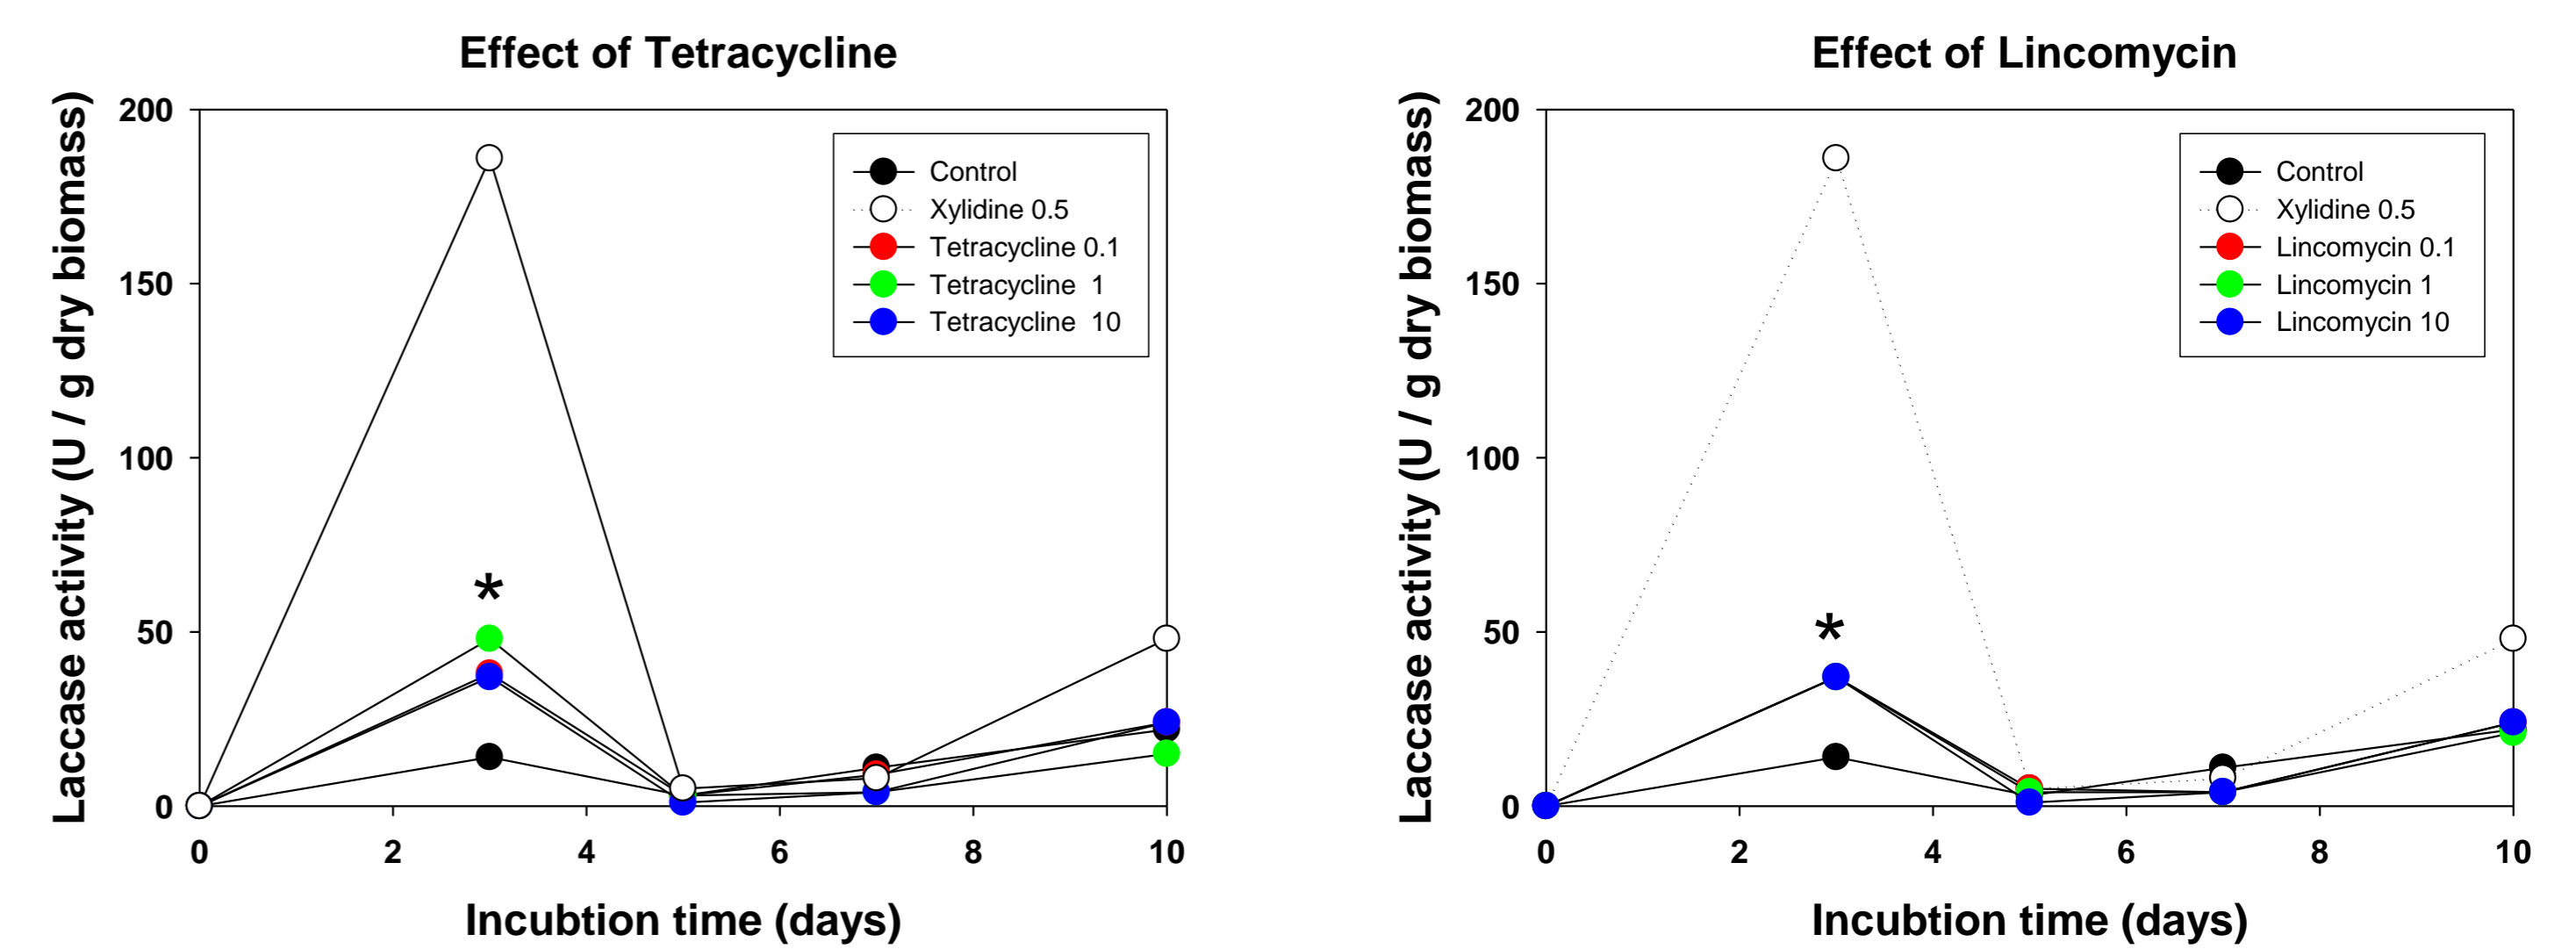 Effect of Tetracycline
Laccase activity (U / g dry biomass)
200
150
100
50
0
Control
Xylidine 0.5
Tetracycline 0.1
Tetracycline 1
Tetracycline 10
*
0 2 4 6 8 10
Incubtion time (days)
Effect of Lincomycin
Laccase activity (U / g dry biomass)
200
150
100
50
0
Control
Xylidine 0.5
Lincomycin 0.1
Lincomycin 1
Lincomycin 10
*
0 2 4 6 8 10
Incubtion time (days)